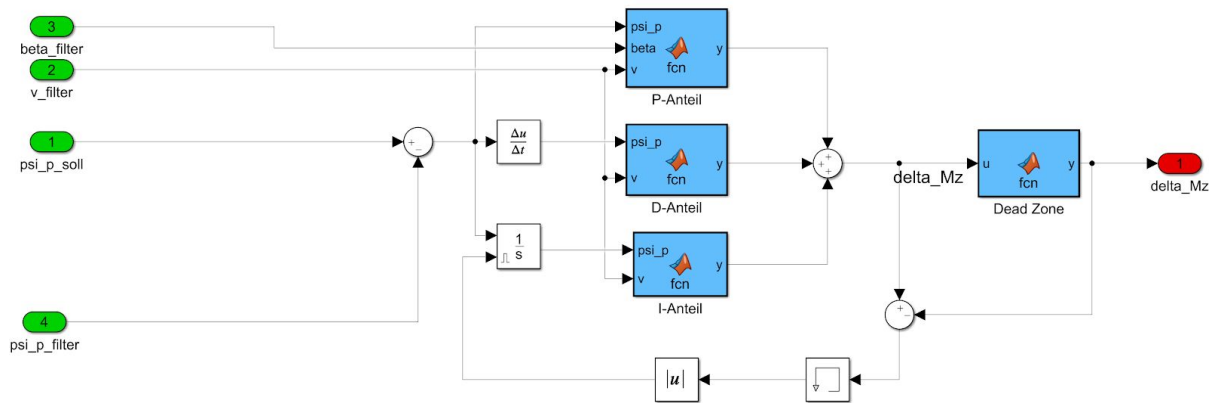 3
beta_filter
2
v_filter
1
psi_p_soll
4
psi_p_filter
+
−
Δu
Δt
1
s
psi_p
beta
v
y
fcn
P-Anteil
psi_p
v
y
fcn
D-Anteil
psi_p
v
y
fcn
I-Anteil
+
+
+
delta_Mz
u
y
fcn
Dead Zone
1
delta_Mz
+
−
|u|